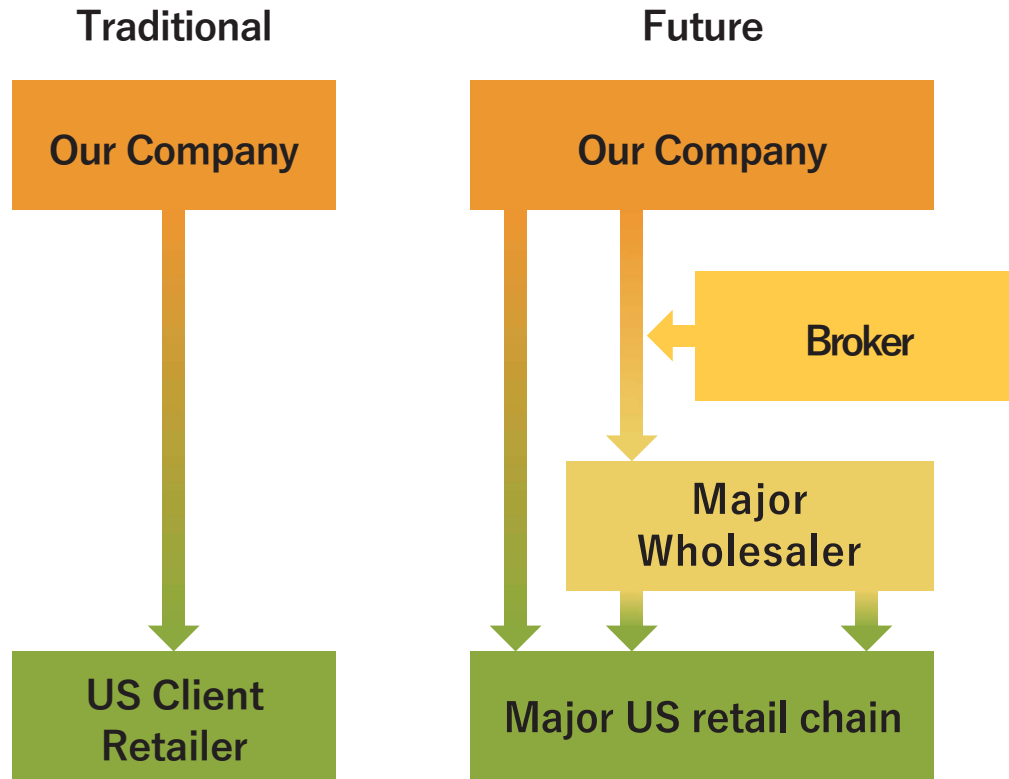 Traditional
Future
Our Company
Our Company
Broker
Major
Wholesaler
US Client
Retailer
Major US retail chain